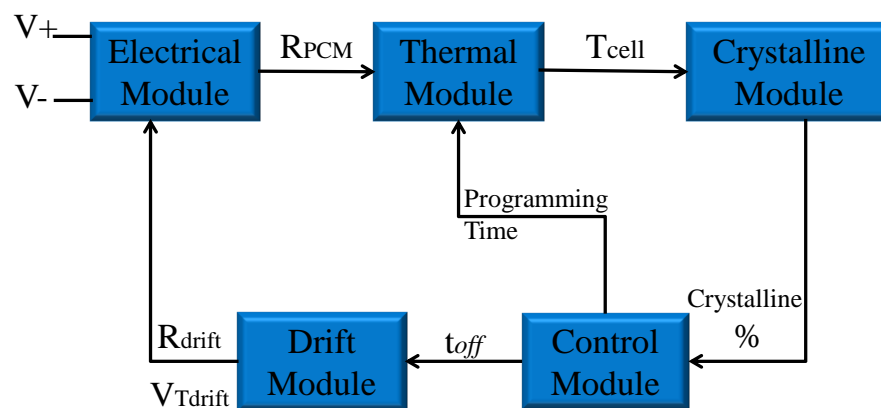 V+
V-
Electrical
Module
RPCM
Thermal
Module
Tcell
Crystalline
Module
Programming
Time
Crystalline
%
Rdrift
VTdrift
Drift
Module
toff
Control
Module